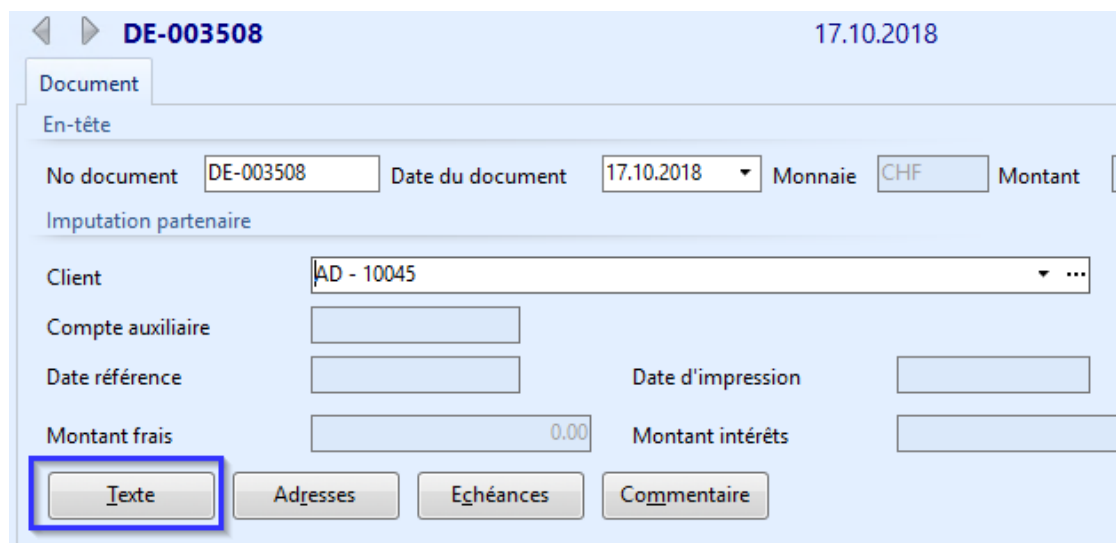 DE-003508 17.10.2018
Document
En-tête
No document DE-003508 Date du document 17.10.2018 Monnaie CHF Montant
Imputation partenaire
Client AD - 10045 ...
Compte auxiliaire
Date référence Date d'impression
Montant frais 0.00 Montant intérêts
Texte Adresses Echéances Commentaire